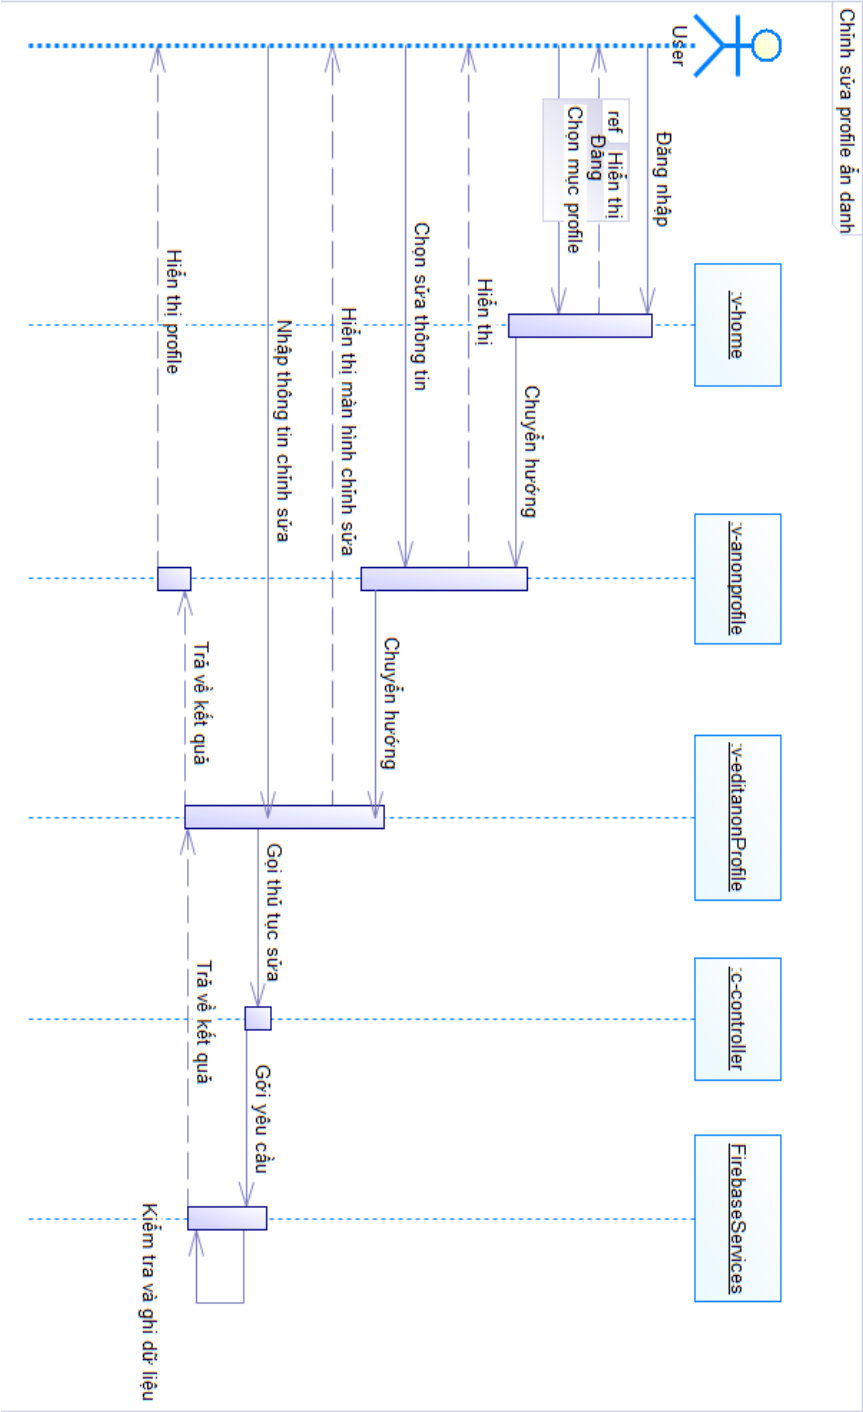 Chỉnh sửa profile ẩn danh
User
:v-home
:v-anonprofile
:v-editanonProfile
:c-controller
FirebaseServices
Đăng nhập
ref
Hiển thị
Đăng
Chọn mục profile
Chuyển hướng
Hiển thị
Chọn sửa thông tin
Chuyển hướng
Hiển thị màn hình chỉnh sửa
Nhập thông tin chỉnh sửa
Gọi thủ tục sửa
Gởi yêu cầu
Kiểm tra và ghi dữ liệu
Trả về kết quả
Trả về kết quả
Hiển thị profile